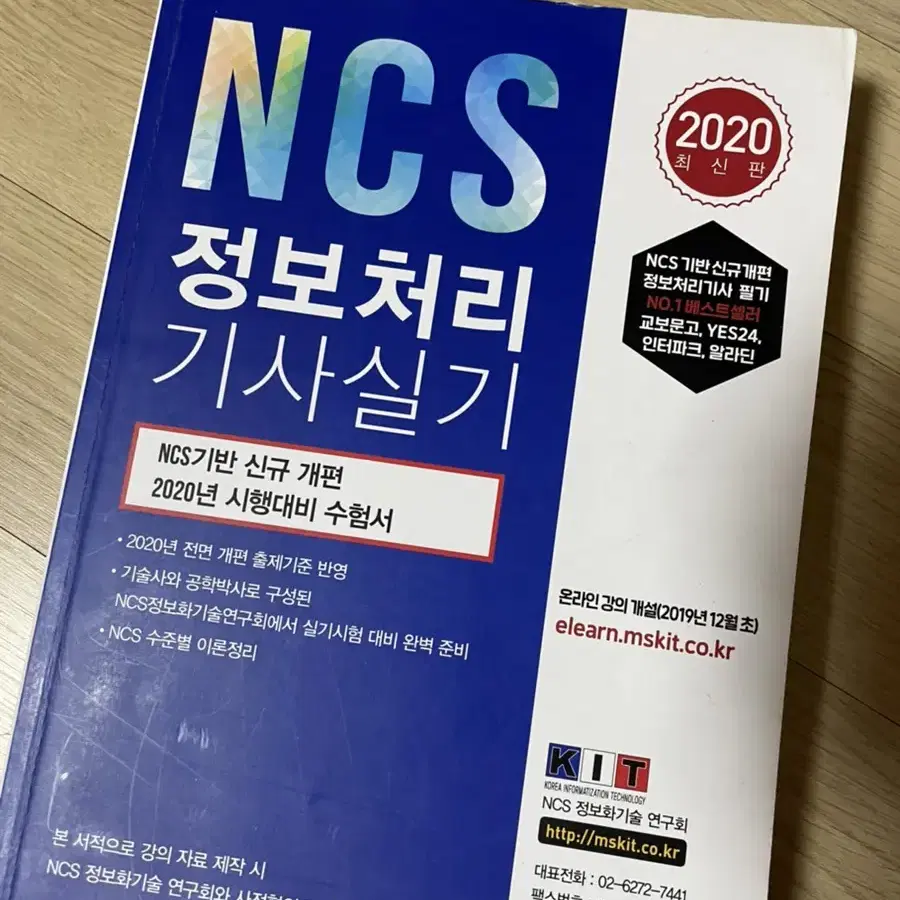 NCS
정보처리
기사실기
NCS기반 신규 개편
2020년 시행대비 수험서
• 2020년 전면 개편 출제기준 반영
• 기술사와 공학박사로 구성된
NCS정보화기술연구회에서 실기시험 대비 완벽 준비
• NCS 수준별 이론정리
본 서적으로 강의 자료 제작 시
NCS 정보화기술 연구회와
2020
최신판
NCS 기반 신규개편
정보처리기사 필기
NO.1 베스트셀러
교보문고, YES24,
인터파크, 알라딘
온라인 강의 개설(2019년 12월 초)
elearn.mskit.co.kr
KIT
KOREA INFORMATIZATION TECHNOLOGY
NCS 정보화기술 연구회
http://mskit.co.kr
대표전화 : 02-6272-7441